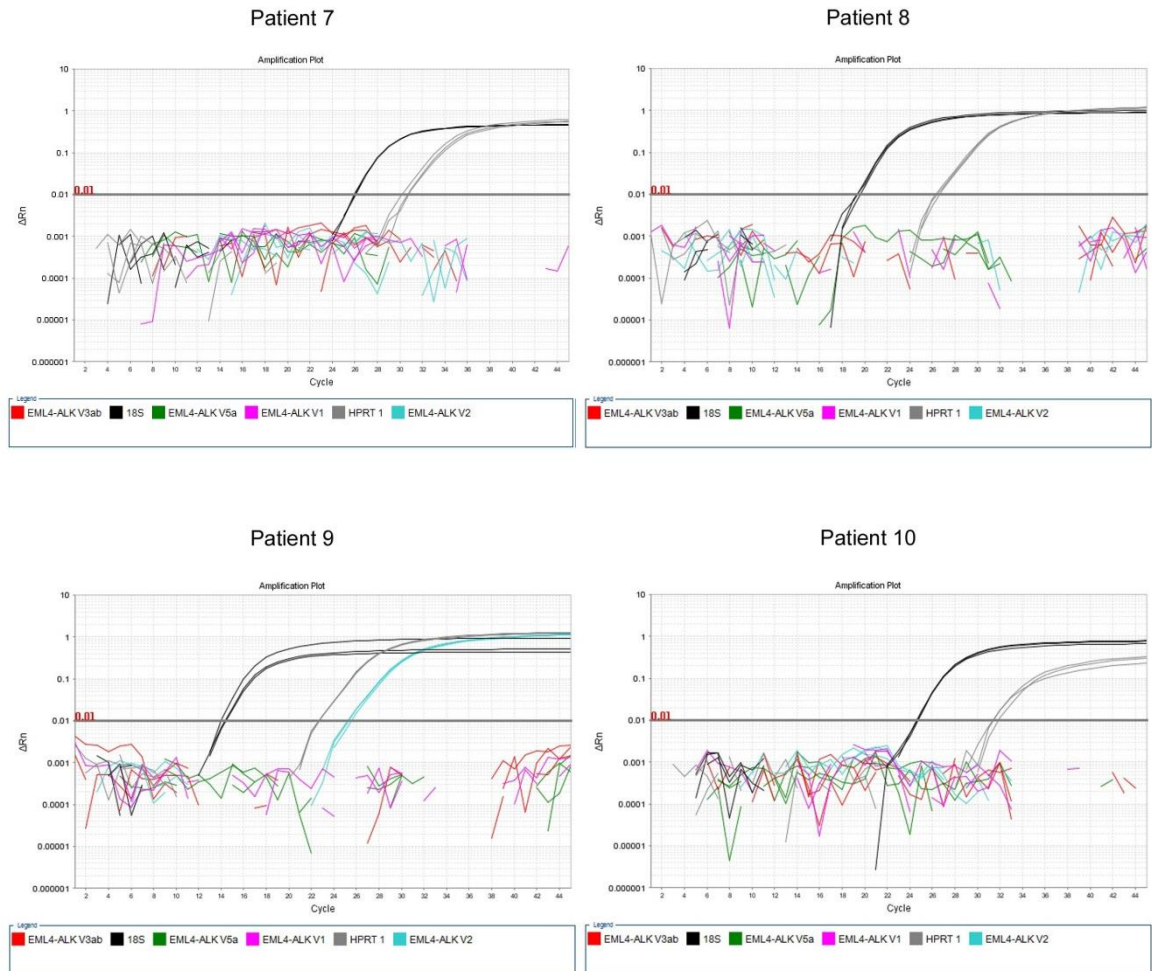 Patient 7
Patient 8
Amplification Plot
Amplification Plot
10
1
0.1
0.01
0.001
0.0001
0.00001
0.000001
0.01
ΔRn
2 4 6 8 10 12 14 16 18 20 22 24 26 28 30 32 34 36 38 40 42 44
Cycle
10
1
0.1
0.01
0.001
0.0001
0.00001
0.000001
0.01
ΔRn
2 4 6 8 10 12 14 16 18 20 22 24 26 28 30 32 34 36 38 40 42 44
Cycle
Legend
EML4-ALK V3ab 18S EML4-ALK V5a EML4-ALK V1 HPRT 1 EML4-ALK V2
Legend
EML4-ALK V3ab 18S EML4-ALK V5a EML4-ALK V1 HPRT 1 EML4-ALK V2
Patient 9
Patient 10
Amplification Plot
Amplification Plot
10
1
0.1
0.01
0.001
0.0001
0.00001
0.000001
0.01
ΔRn
2 4 6 8 10 12 14 16 18 20 22 24 26 28 30 32 34 36 38 40 42 44
Cycle
10
1
0.1
0.01
0.001
0.0001
0.00001
0.000001
0.01
ΔRn
2 4 6 8 10 12 14 16 18 20 22 24 26 28 30 32 34 36 38 40 42 44
Cycle
Legend
EML4-ALK V3ab 18S EML4-ALK V5a EML4-ALK V1 HPRT 1 EML4-ALK V2
Legend
EML4-ALK V3ab 18S EML4-ALK V5a EML4-ALK V1 HPRT 1 EML4-ALK V2